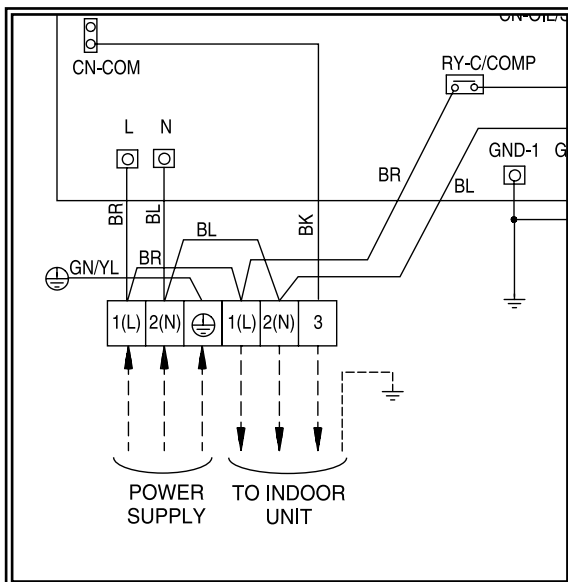 CN-COM
RY-C/COMP
L N
GND-1
BR
BL
BR
BL
BK
BL
BR
GN/YL
1(L) 2(N) 1(L) 2(N) 3
POWER
SUPPLY
TO INDOOR
UNIT